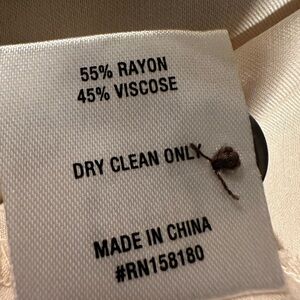 55% RAYON
45% VISCOSE
DRY CLEAN ONLY
MADE IN CHINA
#RN158180